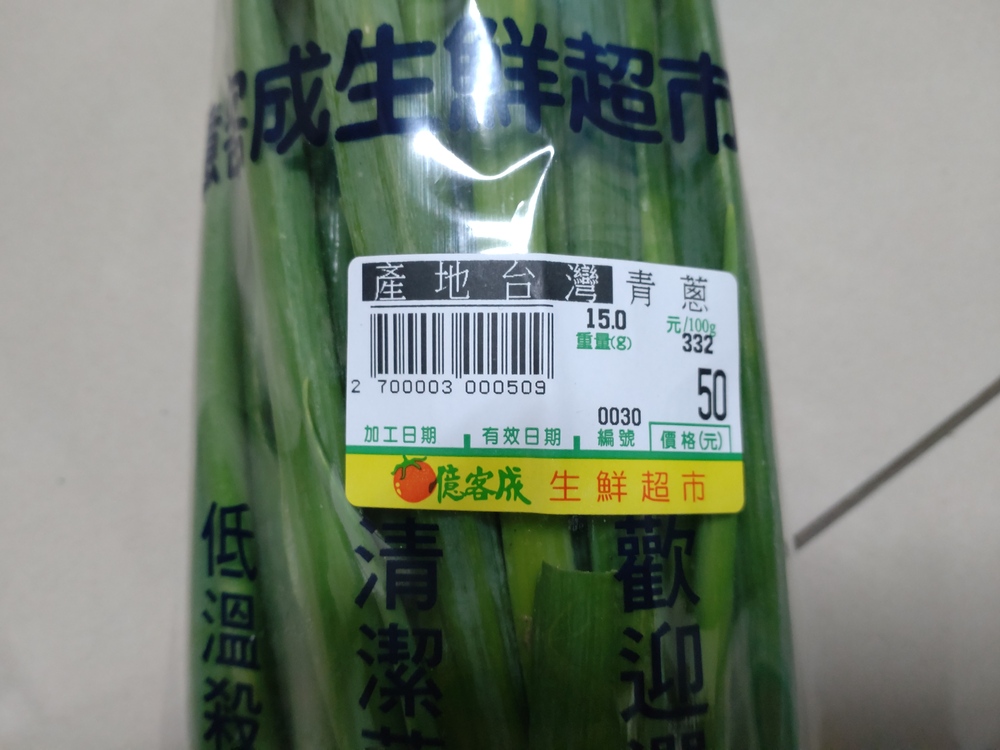 客成生鮮超市
產地台灣青蔥
15.0 元/100g
重量(g) 332
2 700003 000509
50
0030
加工日期 有效日期 編號 價格(元)
億客成 生鮮超市
低溫殺
清潔
歡迎